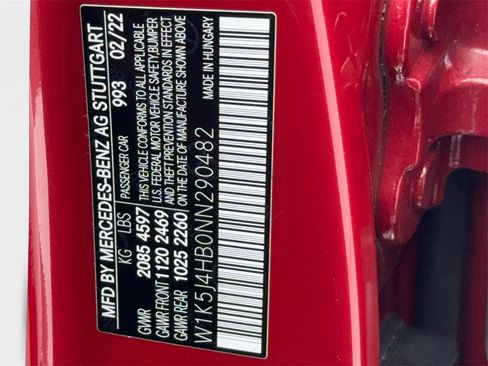 MFD BY MERCEDES-BENZ AG STUTTGART
993 02/22
KG LBS PASSENGER CAR
GVWR 2085 4597 THIS VEHICLE CONFORMS TO ALL APPLICABLE
GAWR FRONT 1120 2469 U.S. FEDERAL MOTOR VEHICLE SAFETY,BUMPER
GAWR REAR 1025 2260 AND THEFT PREVENTION STANDARDS IN EFFECT
ON THE DATE OF MANUFACTURE SHOWN ABOVE
W1K5J4HB0NN290482 MADE IN HUNGARY